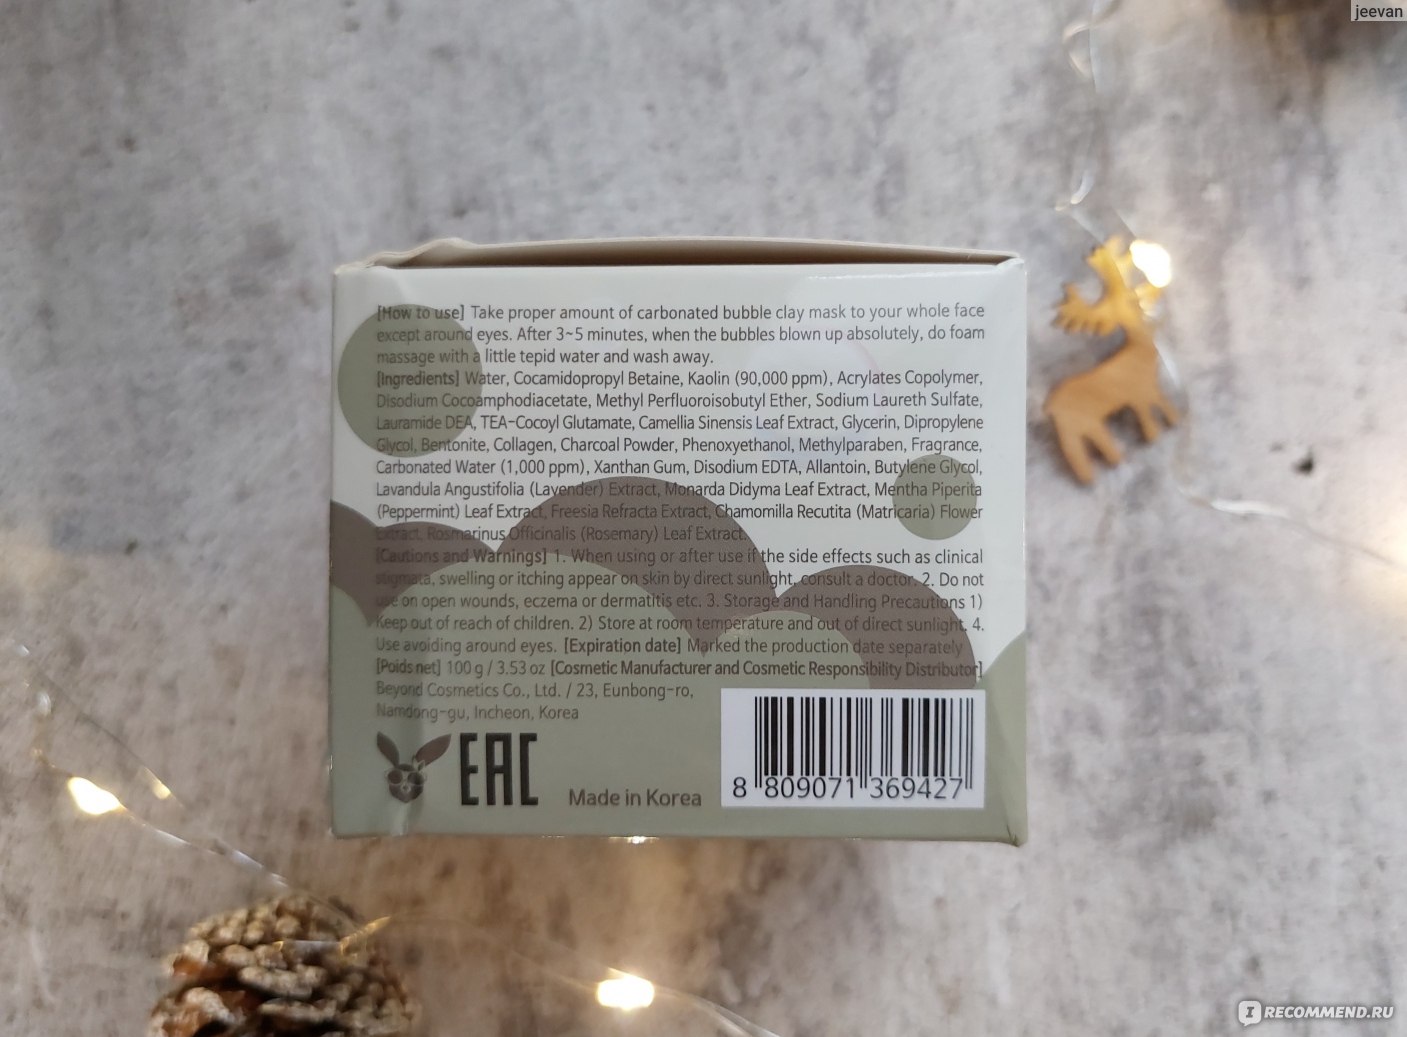 jeevan
[How to use] Take proper amount of carbonated bubble clay mask to your whole face
except around eyes. After 3~5 minutes, when the bubbles blown up absolutely, do foam
massage with a little tepid water and wash away.
[Ingredients] Water, Cocamidopropyl Betaine, Kaolin (90,000 ppm), Acrylates Copolymer,
Disodium Cocoamphodiacetate, Methyl Perfluoroisobutyl Ether, Sodium Laureth Sulfate,
Lauramide DEA, TEA-Cocoyl Glutamate, Camellia Sinensis Leaf Extract, Glycerin, Dipropylene
Glycol, Bentonite, Collagen, Charcoal Powder, Phenoxyethanol, Methylparaben, Fragrance,
Carbonated Water (1,000 ppm), Xanthan Gum, Disodium EDTA, Allantoin, Butylene Glycol,
Lavandula Angustifolia (Lavender) Extract, Monarda Didyma Leaf Extract, Mentha Piperita
(Peppermint) Leaf Extract, Freesia Refracta Extract, Chamomilla Recutita (Matricaria) Flower
Extract, Rosmarinus Officinalis (Rosemary) Leaf Extract.
[Cautions and Warnings] 1. When using or after use if the side effects such as clinical
stigmata, swelling or itching appear on skin by direct sunlight, consult a doctor. 2. Do not
use on open wounds, eczema or dermatitis etc. 3. Storage and Handling Precautions 1)
Keep out of reach of children. 2) Store at room temperature and out of direct sunlight. 4.
Use avoiding around eyes. [Expiration date] Marked the production date separately
[Poids net] 100 g / 3.53 oz [Cosmetic Manufacturer and Cosmetic Responsibility Distributor]
Beyond Cosmetics Co., Ltd. / 23, Eunbong-ro,
Namdong-gu, Incheon, Korea
EAC
Made in Korea
8 809071 369427
IRECOMMEND.RU